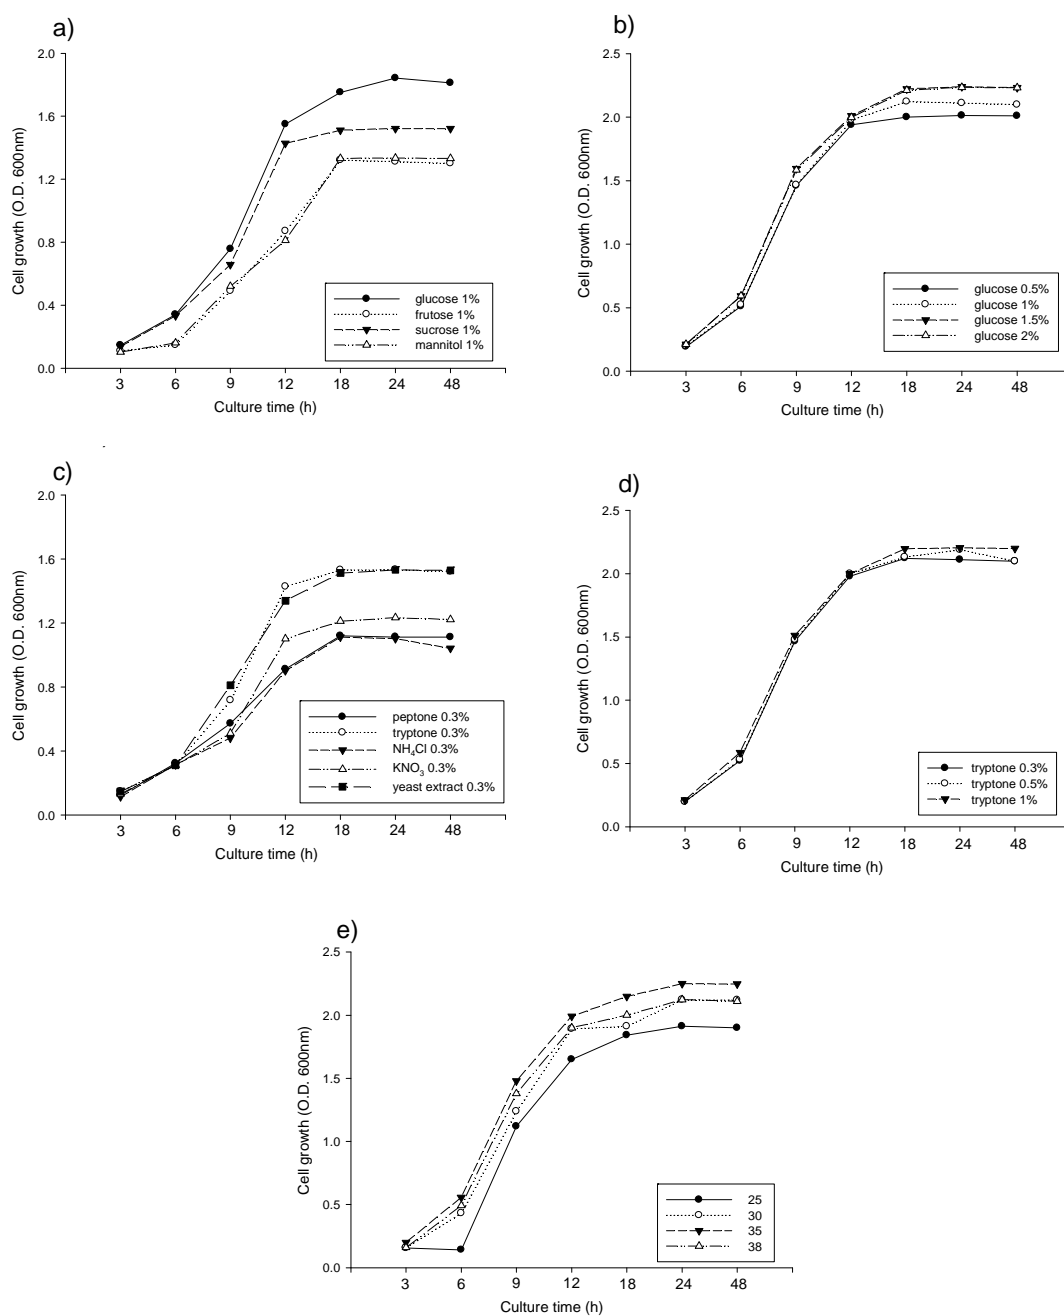 a)
2.0
1.6
1.2
0.8
0.4
0.0
Cell growth (O.D. 600nm)
glucose 1%
frutose 1%
sucrose 1%
mannitol 1%
3 6 9 12 18 24 48
Culture time (h)
b)
2.5
2.0
1.5
1.0
0.5
0.0
Cell growth (O.D. 600nm)
glucose 0.5%
glucose 1%
glucose 1.5%
glucose 2%
3 6 9 12 18 24 48
Culture time (h)
c)
2.0
1.6
1.2
0.8
0.4
0.0
Cell growth (O.D. 600nm)
peptone 0.3%
tryptone 0.3%
NH₄Cl 0.3%
KNO₃ 0.3%
yeast extract 0.3%
3 6 9 12 18 24 48
Culture time (h)
d)
2.5
2.0
1.5
1.0
0.5
0.0
Cell growth (O.D. 600nm)
tryptone 0.3%
tryptone 0.5%
tryptone 1%
3 6 9 12 18 24 48
Culture time (h)
e)
2.5
2.0
1.5
1.0
0.5
0.0
Cell growth (O.D. 600nm)
25
30
35
38
3 6 9 12 18 24 48
Culture time (h)